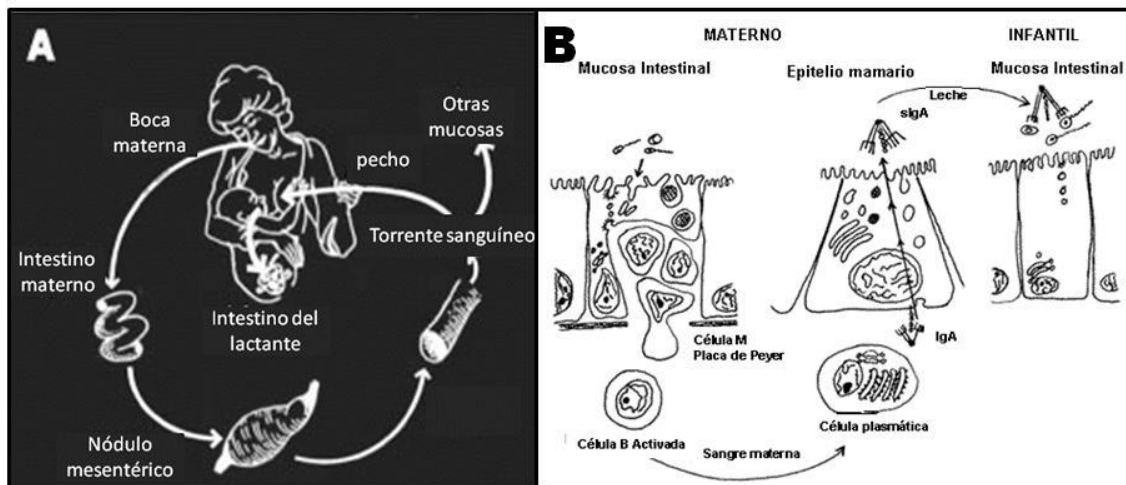 A
Boca
materna
Otras
mucosas
pecho
Torrente sanguíneo
Intestino
materno
Intestino del
lactante
Nódulo
mesentérico
B
MATERNO
INFANTIL
Mucosa Intestinal
Epitelio mamario
Mucosa Intestinal
Leche
sIgA
IgA
Célula M
Placa de Peyer
Célula B Activada
Célula plasmática
Sangre materna